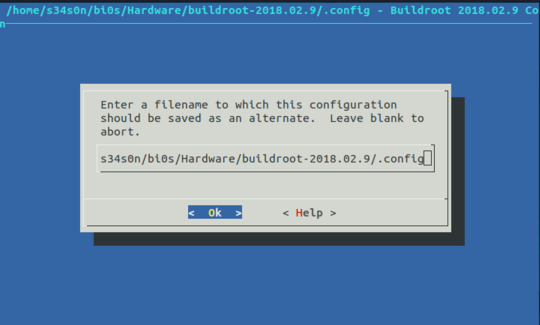 /home/s34s0n/bi0s/Hardware/buildroot-2018.02.9/.config - Buildroot 2018.02.9 Co
n
Enter a filename to which this configuration
should be saved as an alternate.  Leave blank to
abort.
s34s0n/bi0s/Hardware/buildroot-2018.02.9/.config
<  Ok  >      < Help >